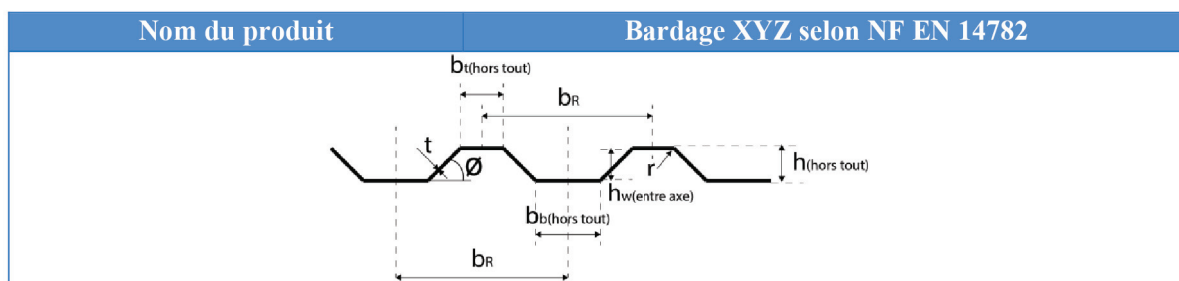 Nom du produit
Bardage XYZ selon NF EN 14782
bt(hors tout)
bR
t
Ø
r
h(hors tout)
hw(entre axe)
bb(hors tout)
bR